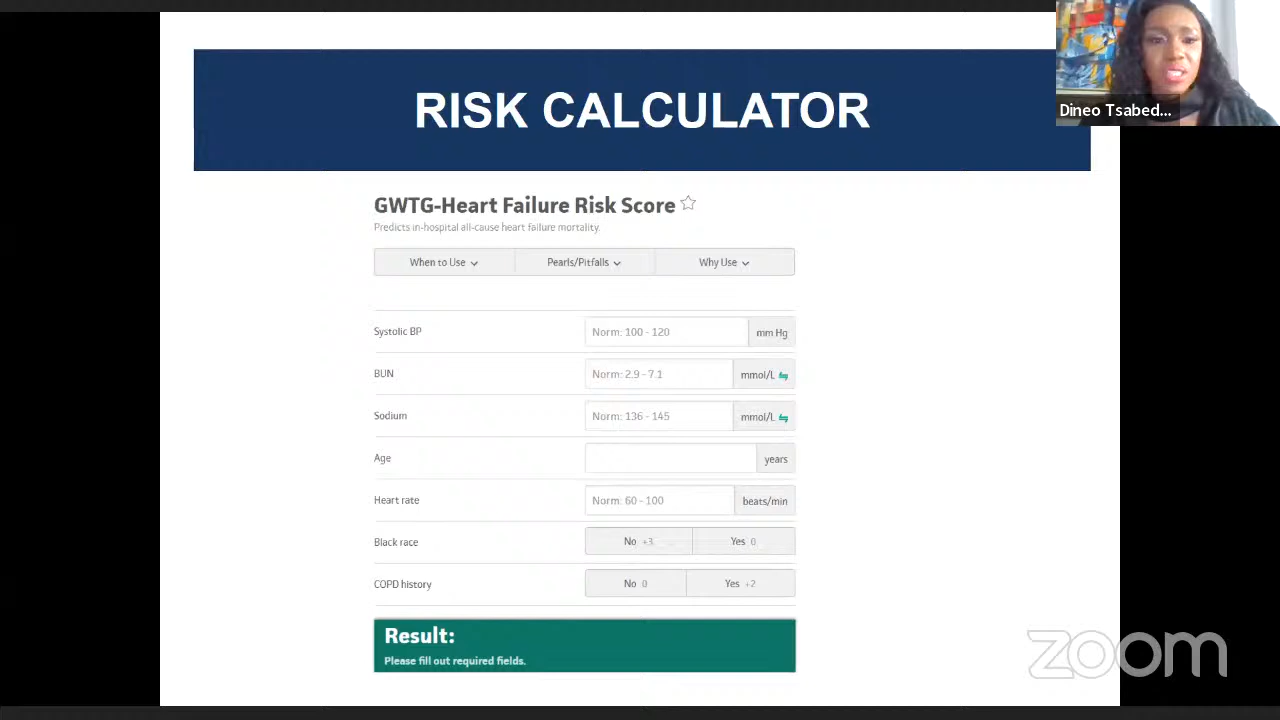 RISK CALCULATOR
Dineo Tsabed...
GWTG-Heart Failure Risk Score
Predicts in-hospital all-cause heart failure mortality.
When to Use Pearls/Pitfalls Why Use
Systolic BP Norm: 100 - 120 mm Hg
BUN Norm: 2.9 - 7.1 mmol/L
Sodium Norm: 136 - 145 mmol/L
Age years
Heart rate Norm: 60 - 100 beats/min
Black race No +3 Yes 0
COPD history No 0 Yes +2
Result:
Please fill out required fields.
zoom